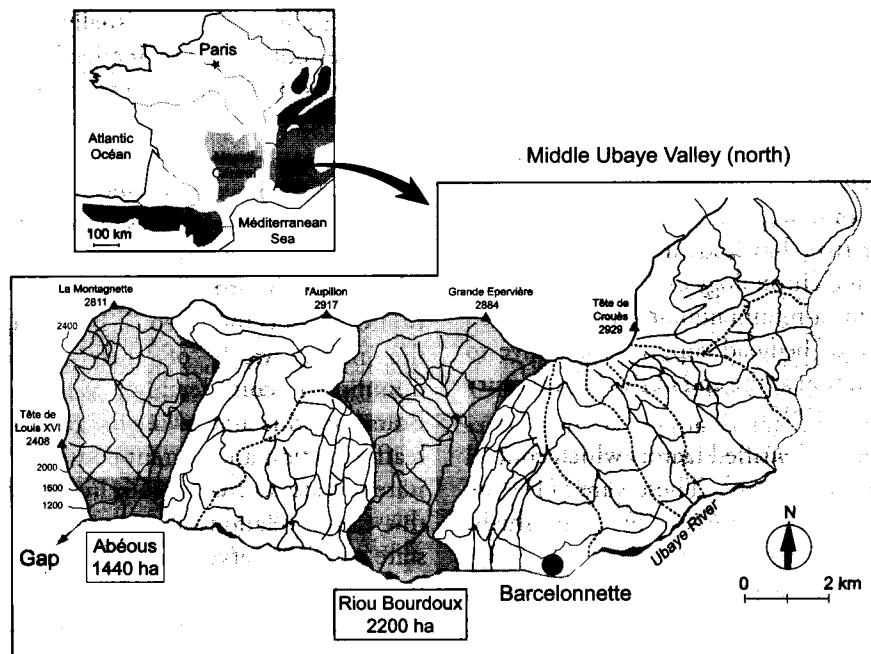 Paris
Atlantic
Océan
Méditerranean
Sea
100 km
Middle Ubaye Valley (north)
La Montagnette
2811
l'Aupillon
2917
Grande Epervière
2884
Tête de
Crouès
2929
2400
Tête de
Louis XVI
2408
2000
1600
1200
Gap
Abéous
1440 ha
Riou Bourdoux
2200 ha
Barcelonnette
Ubaye River
N
0 2 km